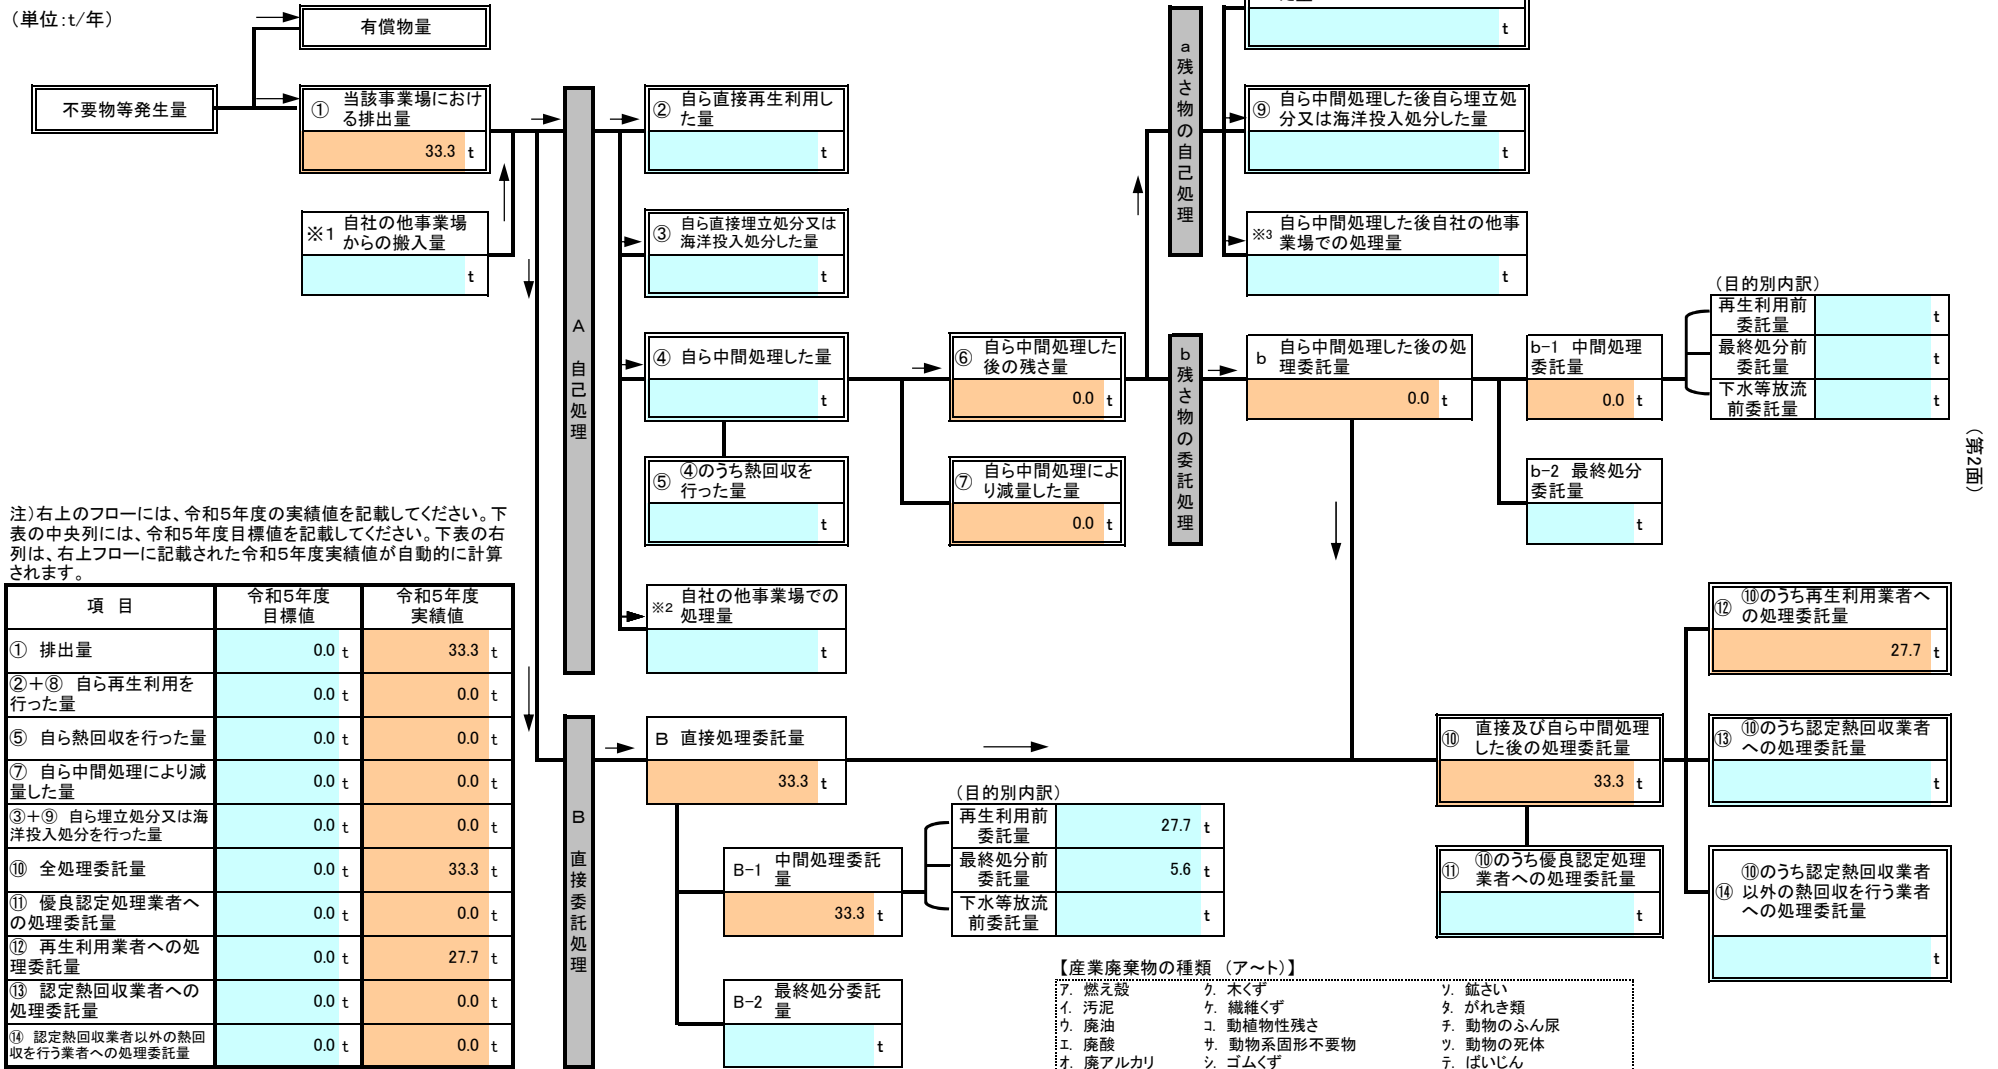 （単位：t/年）
有償物量
不要物等発生量
① 当該事業場におけ
る排出量
33.3 t
※1 自社の他事業場
からの搬入量
t
A 自己処理
② 自ら直接再生利用し
た量
t
③ 自ら直接埋立処分又は
海洋投入処分した量
t
④ 自ら中間処理した量
t
⑤ ④のうち熱回収を
行った量
t
※2 自社の他事業場での
処理量
t
⑥ 自ら中間処理した
後の残さ量
0.0 t
⑦ 自ら中間処理によ
り減量した量
0.0 t
a 残さ物の自己処理
t
⑨ 自ら中間処理した後自ら埋立処
分又は海洋投入処分した量
t
※3 自ら中間処理した後自社の他事
業場での処理量
t
b 残さ物の委託処理
b 自ら中間処理した後の処
理委託量
0.0 t
b-1 中間処理
委託量
0.0 t
b-2 最終処分
委託量
t
（目的別内訳）
再生利用前
委託量
t
最終処分前
委託量
t
下水等放流
前委託量
t
（第2面）
注）右上のフローには、令和5年度の実績値を記載してください。下
表の中央列には、令和5年度目標値を記載してください。下表の右
列は、右上フローに記載された令和5年度実績値が自動的に計算
されます。
項 目
令和5年度
目標値
令和5年度
実績値
① 排出量
0.0 t
33.3 t
②＋⑧ 自ら再生利用を
行った量
0.0 t
0.0 t
⑤ 自ら熱回収を行った量
0.0 t
0.0 t
⑦ 自ら中間処理により減
量した量
0.0 t
0.0 t
③＋⑨ 自ら埋立処分又は海
洋投入処分を行った量
0.0 t
0.0 t
⑩ 全処理委託量
0.0 t
33.3 t
⑪ 優良認定処理業者へ
の処理委託量
0.0 t
0.0 t
⑫ 再生利用業者への処
理委託量
0.0 t
27.7 t
⑬ 認定熱回収業者への
処理委託量
0.0 t
0.0 t
⑭ 認定熱回収業者以外の熱回
収を行う業者への処理委託量
0.0 t
0.0 t
B 直接委託処理
B 直接処理委託量
33.3 t
B-1 中間処理委託
量
33.3 t
B-2 最終処分委託
量
t
（目的別内訳）
再生利用前
委託量
27.7 t
最終処分前
委託量
5.6 t
下水等放流
前委託量
t
⑩ 直接及び自ら中間処理
した後の処理委託量
33.3 t
⑪ ⑩のうち優良認定処理
業者への処理委託量
t
⑫ ⑩のうち再生利用業者へ
の処理委託量
27.7 t
⑬ ⑩のうち認定熱回収業者
への処理委託量
t
⑭ ⑩のうち認定熱回収業者
以外の熱回収を行う業者
への処理委託量
t
【産業廃棄物の種類 （ア～ト）】
ア. 燃え殻
イ. 汚泥
ウ. 廃油
エ. 廃酸
オ. 廃アルカリ
ク. 木くず
ケ. 繊維くず
コ. 動植物性残さ
サ. 動物系固形不要物
シ. ゴムくず
ソ. 鉱さい
タ. がれき類
チ. 動物のふん尿
ツ. 動物の死体
テ. ばいじん